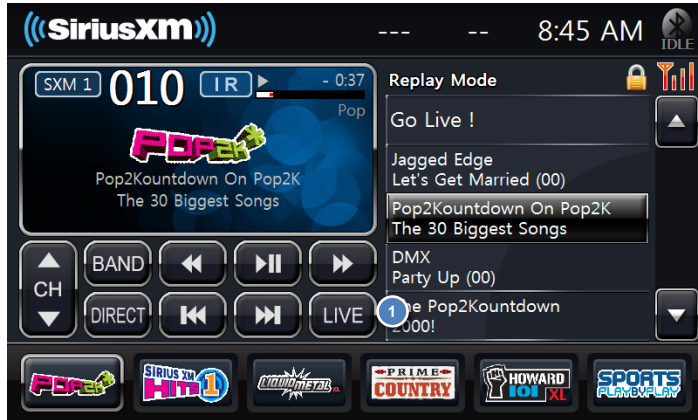 ((SiriusXM))
---
--
8:45 AM
IDLE
SXM 1
010
IR
- 0:37
Pop
POP2K
Pop2Kountdown On Pop2K
The 30 Biggest Songs
Replay Mode
Go Live !
Jagged Edge
Let's Get Married (00)
Pop2Kountdown On Pop2K
The 30 Biggest Songs
DMX
Party Up (00)
e Pop2Kountdown
2000!
CH
BAND
DIRECT
LIVE
1
POP2K
SIRIUS XM
HITS 1
LIQUID METAL XL
PRIME
COUNTRY
HOWARD
101 XL
SPORTS
PLAY BY PLAY